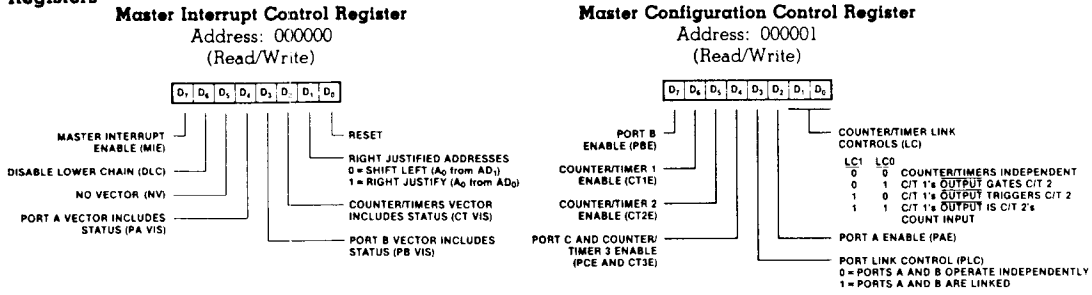 Registers
Master Interrupt Control Register
Address: 000000
(Read/Write)
D7 D6 D5 D4 D3 D2 D1 D0
MASTER INTERRUPT
ENABLE (MIE)
DISABLE LOWER CHAIN (DLC)
NO VECTOR (NV)
PORT A VECTOR INCLUDES
STATUS (PA VIS)
RESET
RIGHT JUSTIFIED ADDRESSES
0 = SHIFT LEFT (A0 from AD1)
1 = RIGHT JUSTIFY (A0 from AD0)
COUNTER/TIMERS VECTOR
INCLUDES STATUS (CT VIS)
PORT B VECTOR INCLUDES
STATUS (PB VIS)
Master Configuration Control Register
Address: 000001
(Read/Write)
D7 D6 D5 D4 D3 D2 D1 D0
PORT B
ENABLE (PBE)
COUNTER/TIMER 1
ENABLE (CT1E)
COUNTER/TIMER 2
ENABLE (CT2E)
PORT C AND COUNTER/
TIMER 3 ENABLE
(PCE AND CT3E)
COUNTER/TIMER LINK
CONTROLS (LC)
LC1 LC0
0 0 COUNTER/TIMERS INDEPENDENT
0 1 C/T 1's OUTPUT GATES C/T 2
1 0 C/T 1's OUTPUT TRIGGERS C/T 2
1 1 C/T 1's OUTPUT IS C/T 2's
COUNT INPUT
PORT A ENABLE (PAE)
PORT LINK CONTROL (PLC)
0 = PORTS A AND B OPERATE INDEPENDENTLY
1 = PORTS A AND B ARE LINKED